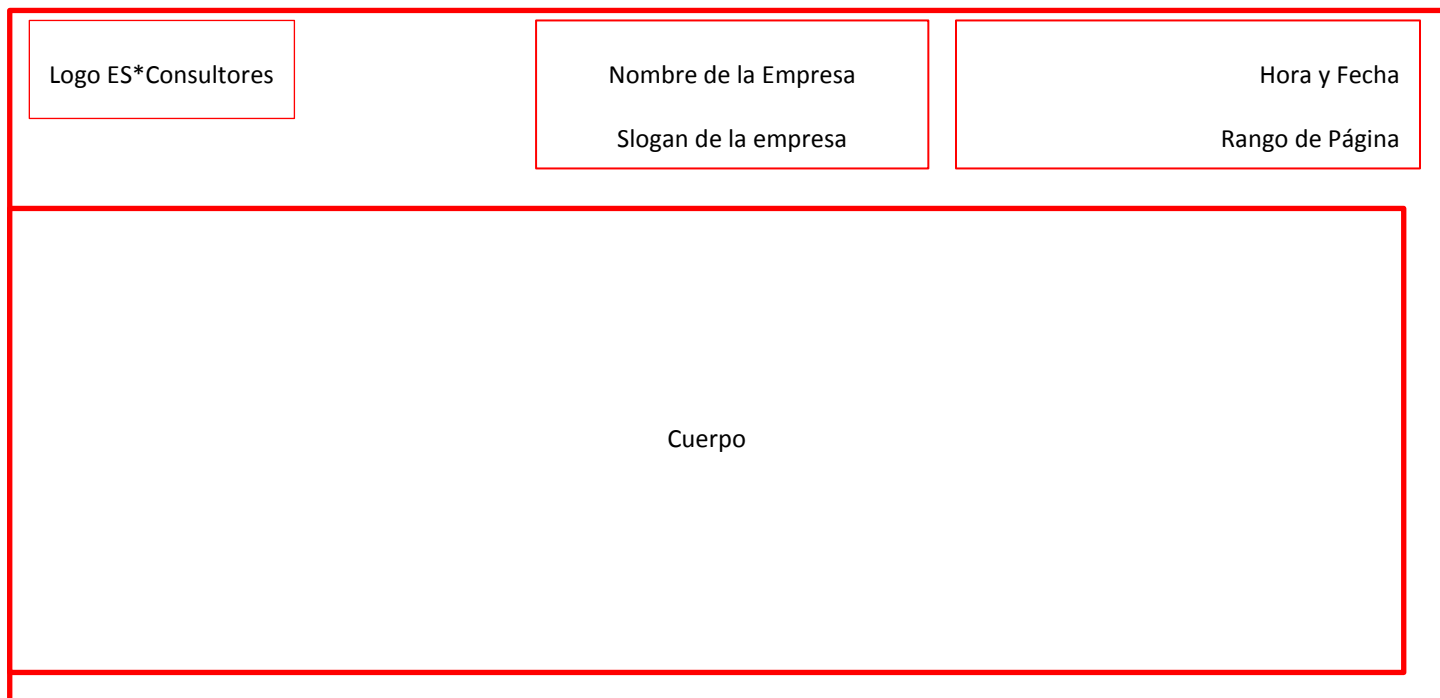 Logo ES*Consultores
Nombre de la Empresa
Slogan de la empresa
Hora y Fecha
Rango de Página
Cuerpo